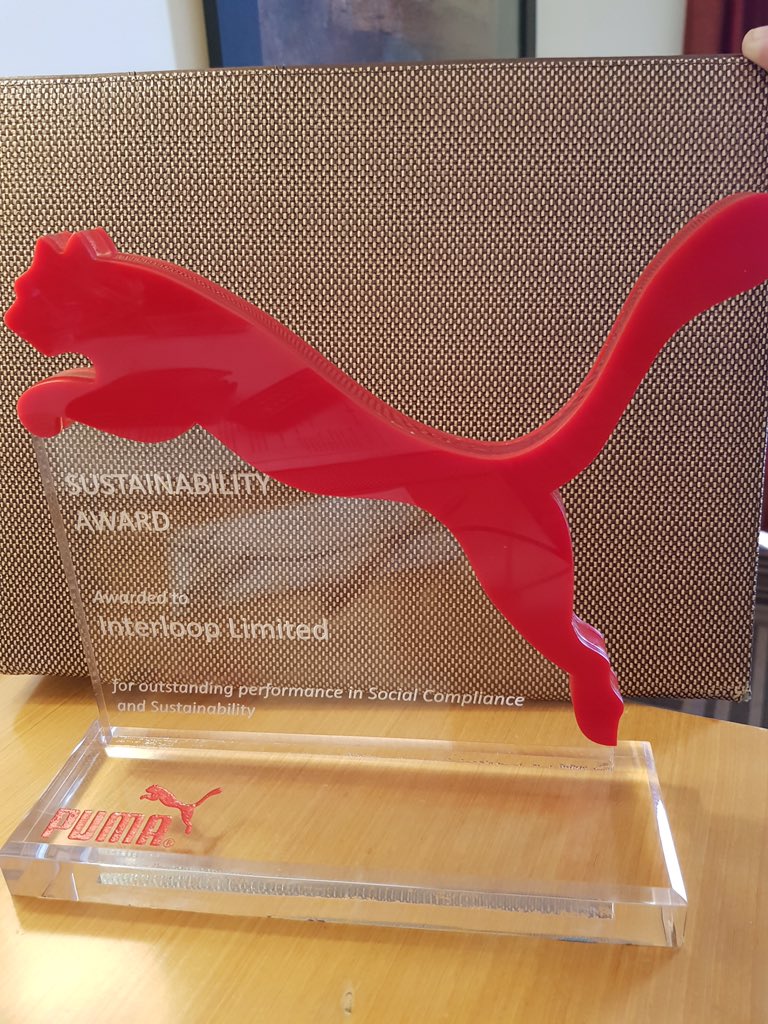 SUSTAINABILITY
AWARD
Awarded to
Interloop Limited
for outstanding performance in Social Compliance
and Sustainability
PUMA®